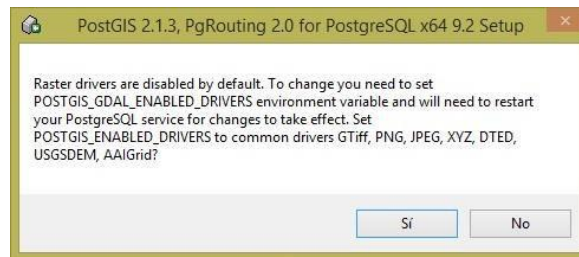 PostGIS 2.1.3, PgRouting 2.0 for PostgreSQL x64 9.2 Setup
Raster drivers are disabled by default. To change you need to set
POSTGIS_GDAL_ENABLED_DRIVERS environment variable and will need to restart
your PostgreSQL service for changes to take effect. Set
POSTGIS_ENABLED_DRIVERS to common drivers GTiff, PNG, JPEG, XYZ, DTED,
USGSDEM, AAIGrid?
Sí
No